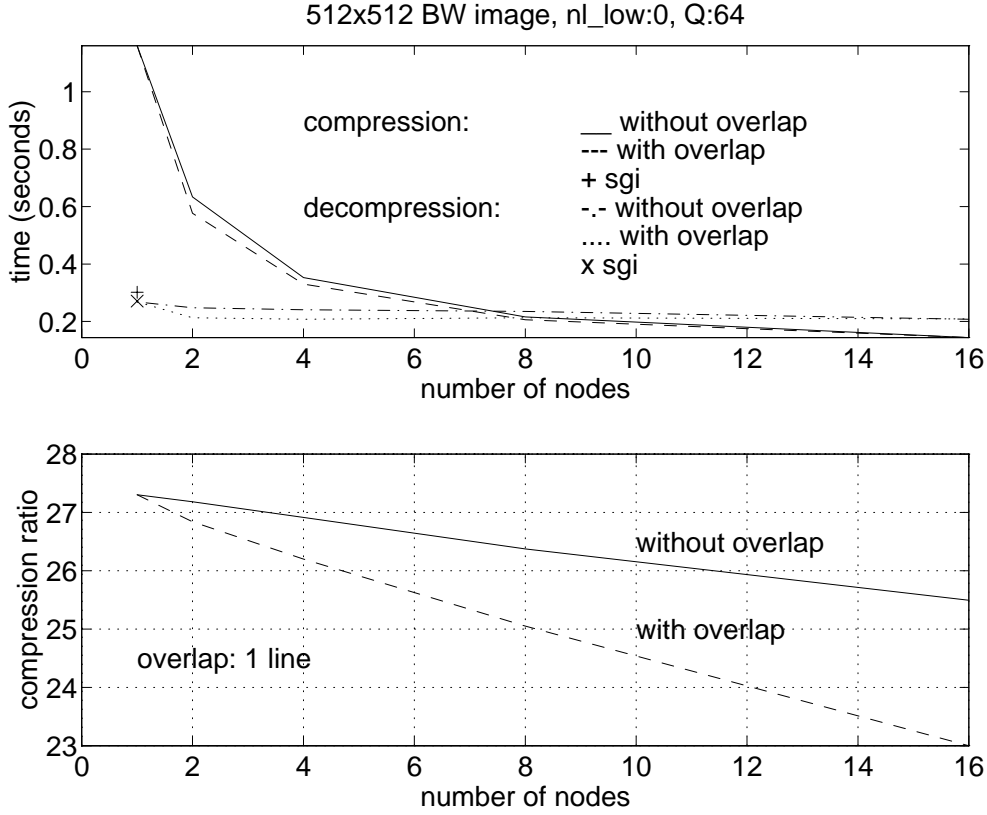 512x512 BW image, nl_low:0, Q:64
time (seconds)
1
0.8
0.6
0.4
0.2
compression: __ without overlap
--- with overlap
+ sgi
decompression: -.- without overlap
.... with overlap
x sgi
0 2 4 6 8 10 12 14 16
number of nodes
compression ratio
28
27
26
25
24
23
without overlap
with overlap
overlap: 1 line
0 2 4 6 8 10 12 14 16
number of nodes